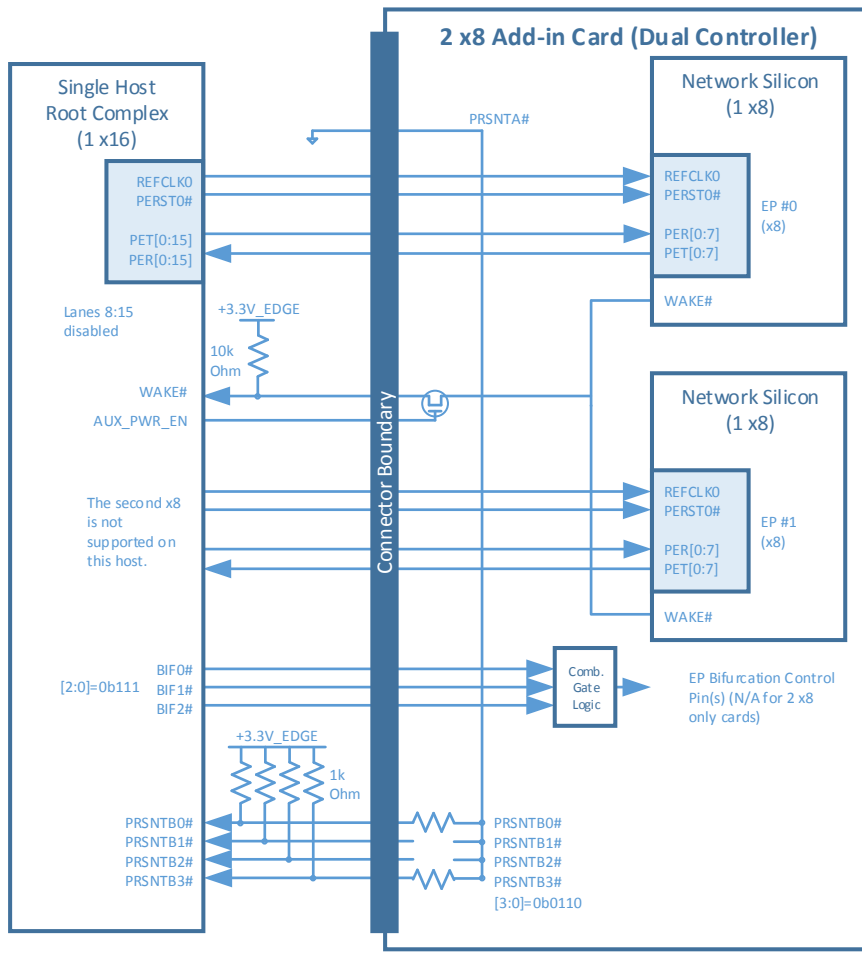 2 x8 Add-in Card (Dual Controller)
Single Host
Root Complex
(1 x16)
REFCLK0
PERST0#
PET[0:15]
PER[0:15]
Lanes 8:15
disabled
+3.3V_EDGE
10k
Ohm
WAKE#
AUX_PWR_EN
The second x8
is not
supported on
this host.
BIF0#
[2:0]=0b111
BIF1#
BIF2#
+3.3V_EDGE
1k
Ohm
PRSNTB0#
PRSNTB1#
PRSNTB2#
PRSNTB3#
Connector Boundary
PRSNTA#
Network Silicon
(1 x8)
REFCLK0
PERST0#
PER[0:7]
PET[0:7]
EP #0
(x8)
WAKE#
Network Silicon
(1 x8)
REFCLK0
PERST0#
PER[0:7]
PET[0:7]
EP #1
(x8)
WAKE#
Comb.
Gate
Logic
EP Bifurcation Control
Pin(s) (N/A for 2 x8
only cards)
PRSNTB0#
PRSNTB1#
PRSNTB2#
PRSNTB3#
[3:0]=0b0110